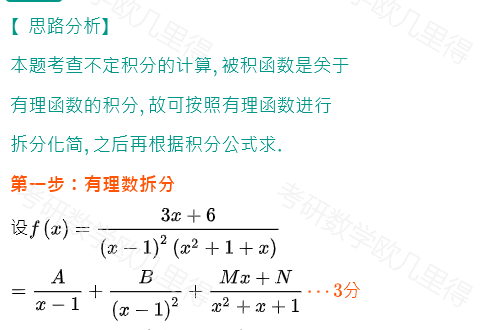 【 思路分析】
本题考查不定积分的计算, 被积函数是关于
有理函数的积分, 故可按照有理函数进行
拆分化简, 之后再根据积分公式求.
第一步：有理数拆分
设f (x) = \frac{3x + 6}{(x - 1)^2 (x^2 + 1 + x)}
= \frac{A}{x - 1} + \frac{B}{(x - 1)^2} + \frac{Mx + N}{x^2 + x + 1} ⋯3分
考研数学欧几里得